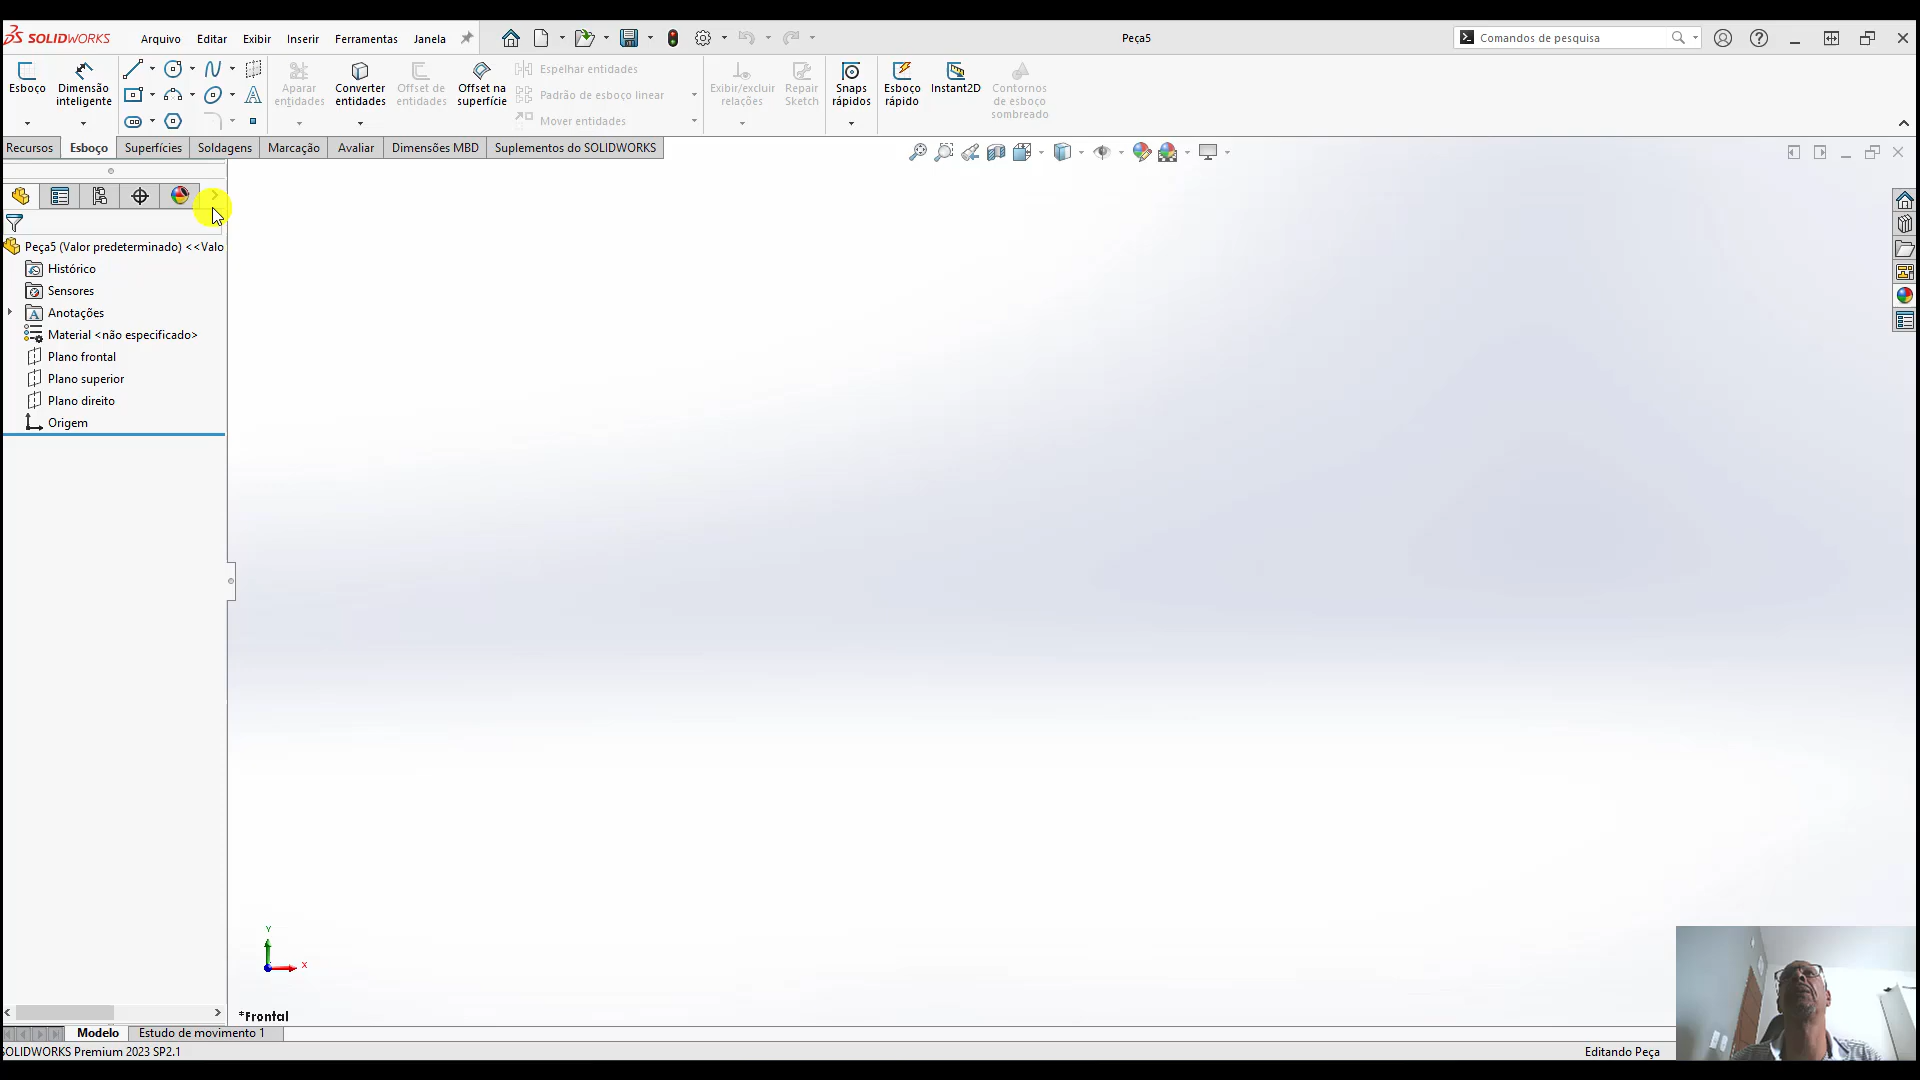 SOLIDWORKS
Arquivo
Editar
Exibir
Inserir
Ferramentas
Janela
Peça5
Comandos de pesquisa
Esboço
Dimensão
inteligente
Aparar
entidades
Converter
entidades
Offset de
entidades
Offset na
superfície
Espelhar entidades
Padrão de esboço linear
Mover entidades
Exibir/excluir
relações
Repair
Sketch
Snaps
rápidos
Esboço
rápido
Instant2D
Contornos
de esboço
sombreado
Recursos
Esboço
Superfícies
Soldagens
Marcação
Avaliar
Dimensões MBD
Suplementos do SOLIDWORKS
Peça5 (Valor predeterminado) <<Valo
Histórico
Sensores
Anotações
Material <não especificado>
Plano frontal
Plano superior
Plano direito
Origem
Y
X
*Frontal
Modelo
Estudo de movimento 1
SOLIDWORKS Premium 2023 SP2.1
Editando Peça